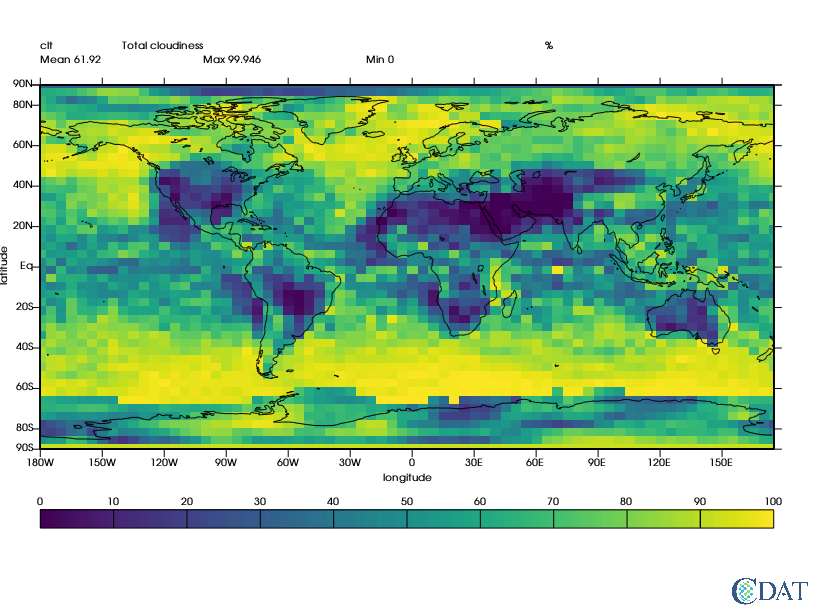 clt Total cloudiness %
Mean 61.92 Max 99.946 Min 0
90N
80N
60N
40N
20N
Eq
20S
40S
60S
80S
90S
latitude
180W 150W 120W 90W 60W 30W 0 30E 60E 90E 120E 150E
longitude
0 10 20 30 40 50 60 70 80 90 100
CDAT